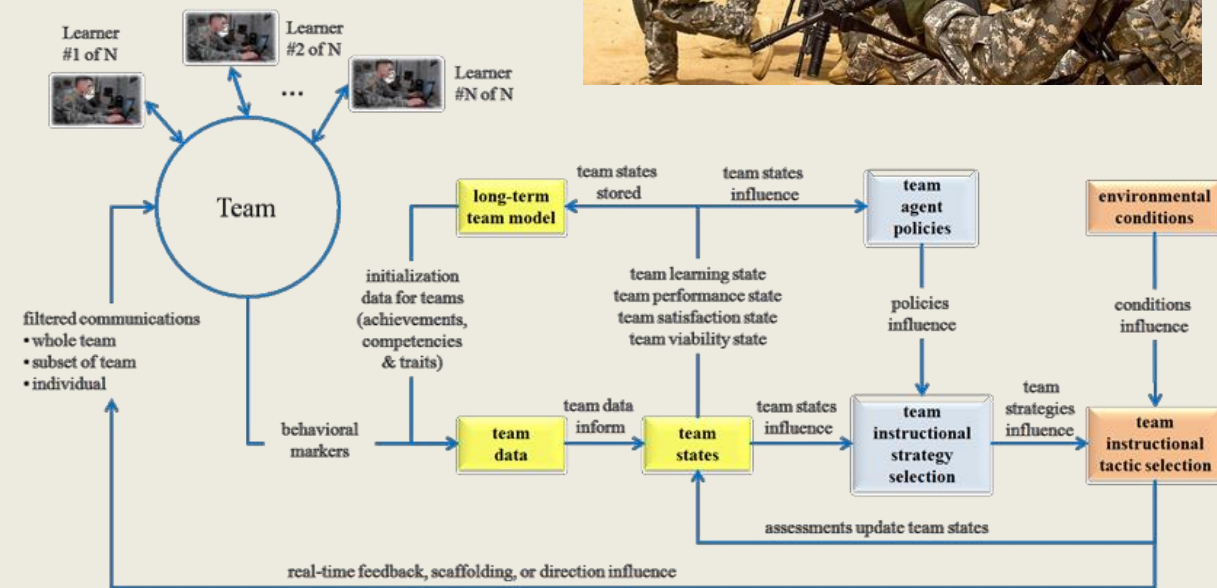 Learner
#1 of N
Learner
#2 of N
...
Learner
#N of N
Team
long-term
team model
team states
stored
team states
influence
team
agent
policies
environmental
conditions
initialization
data for teams
(achievements,
competencies
& traits)
team learning state
team performance state
team satisfaction state
team viability state
policies
influence
conditions
influence
filtered communications
• whole team
• subset of team
• individual
behavioral
markers
team
data
team data
inform
team
states
team states
influence
team
instructional
strategy
selection
team
strategies
influence
team
instructional
tactic selection
assessments update team states
real-time feedback, scaffolding, or direction influence